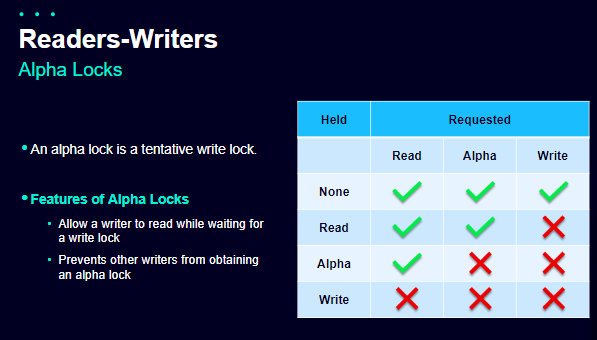 Readers-Writers
Alpha Locks
An alpha lock is a tentative write lock.
Features of Alpha Locks
Allow a writer to read while waiting for
a write lock
Prevents other writers from obtaining
an alpha lock
Held Requested
Read Alpha Write
None
Read
Alpha
Write